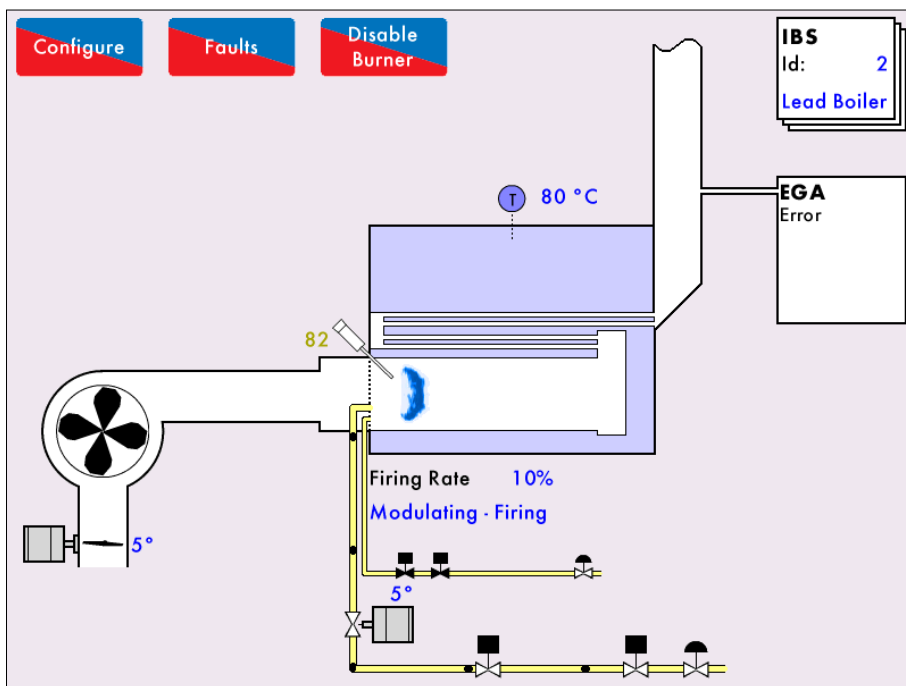 Configure
Faults
Disable
Burner
IBS
Id: 2
Lead Boiler
T 80 °C
EGA
Error
82
Firing Rate 10%
Modulating - Firing
5°
5°